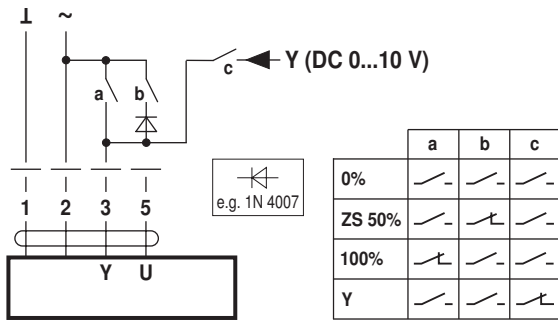 ⊥ ~
a b c Y (DC 0...10 V)
1 2 3 5
Y U
e.g. 1N 4007
a b c
0%
ZS 50%
100%
Y